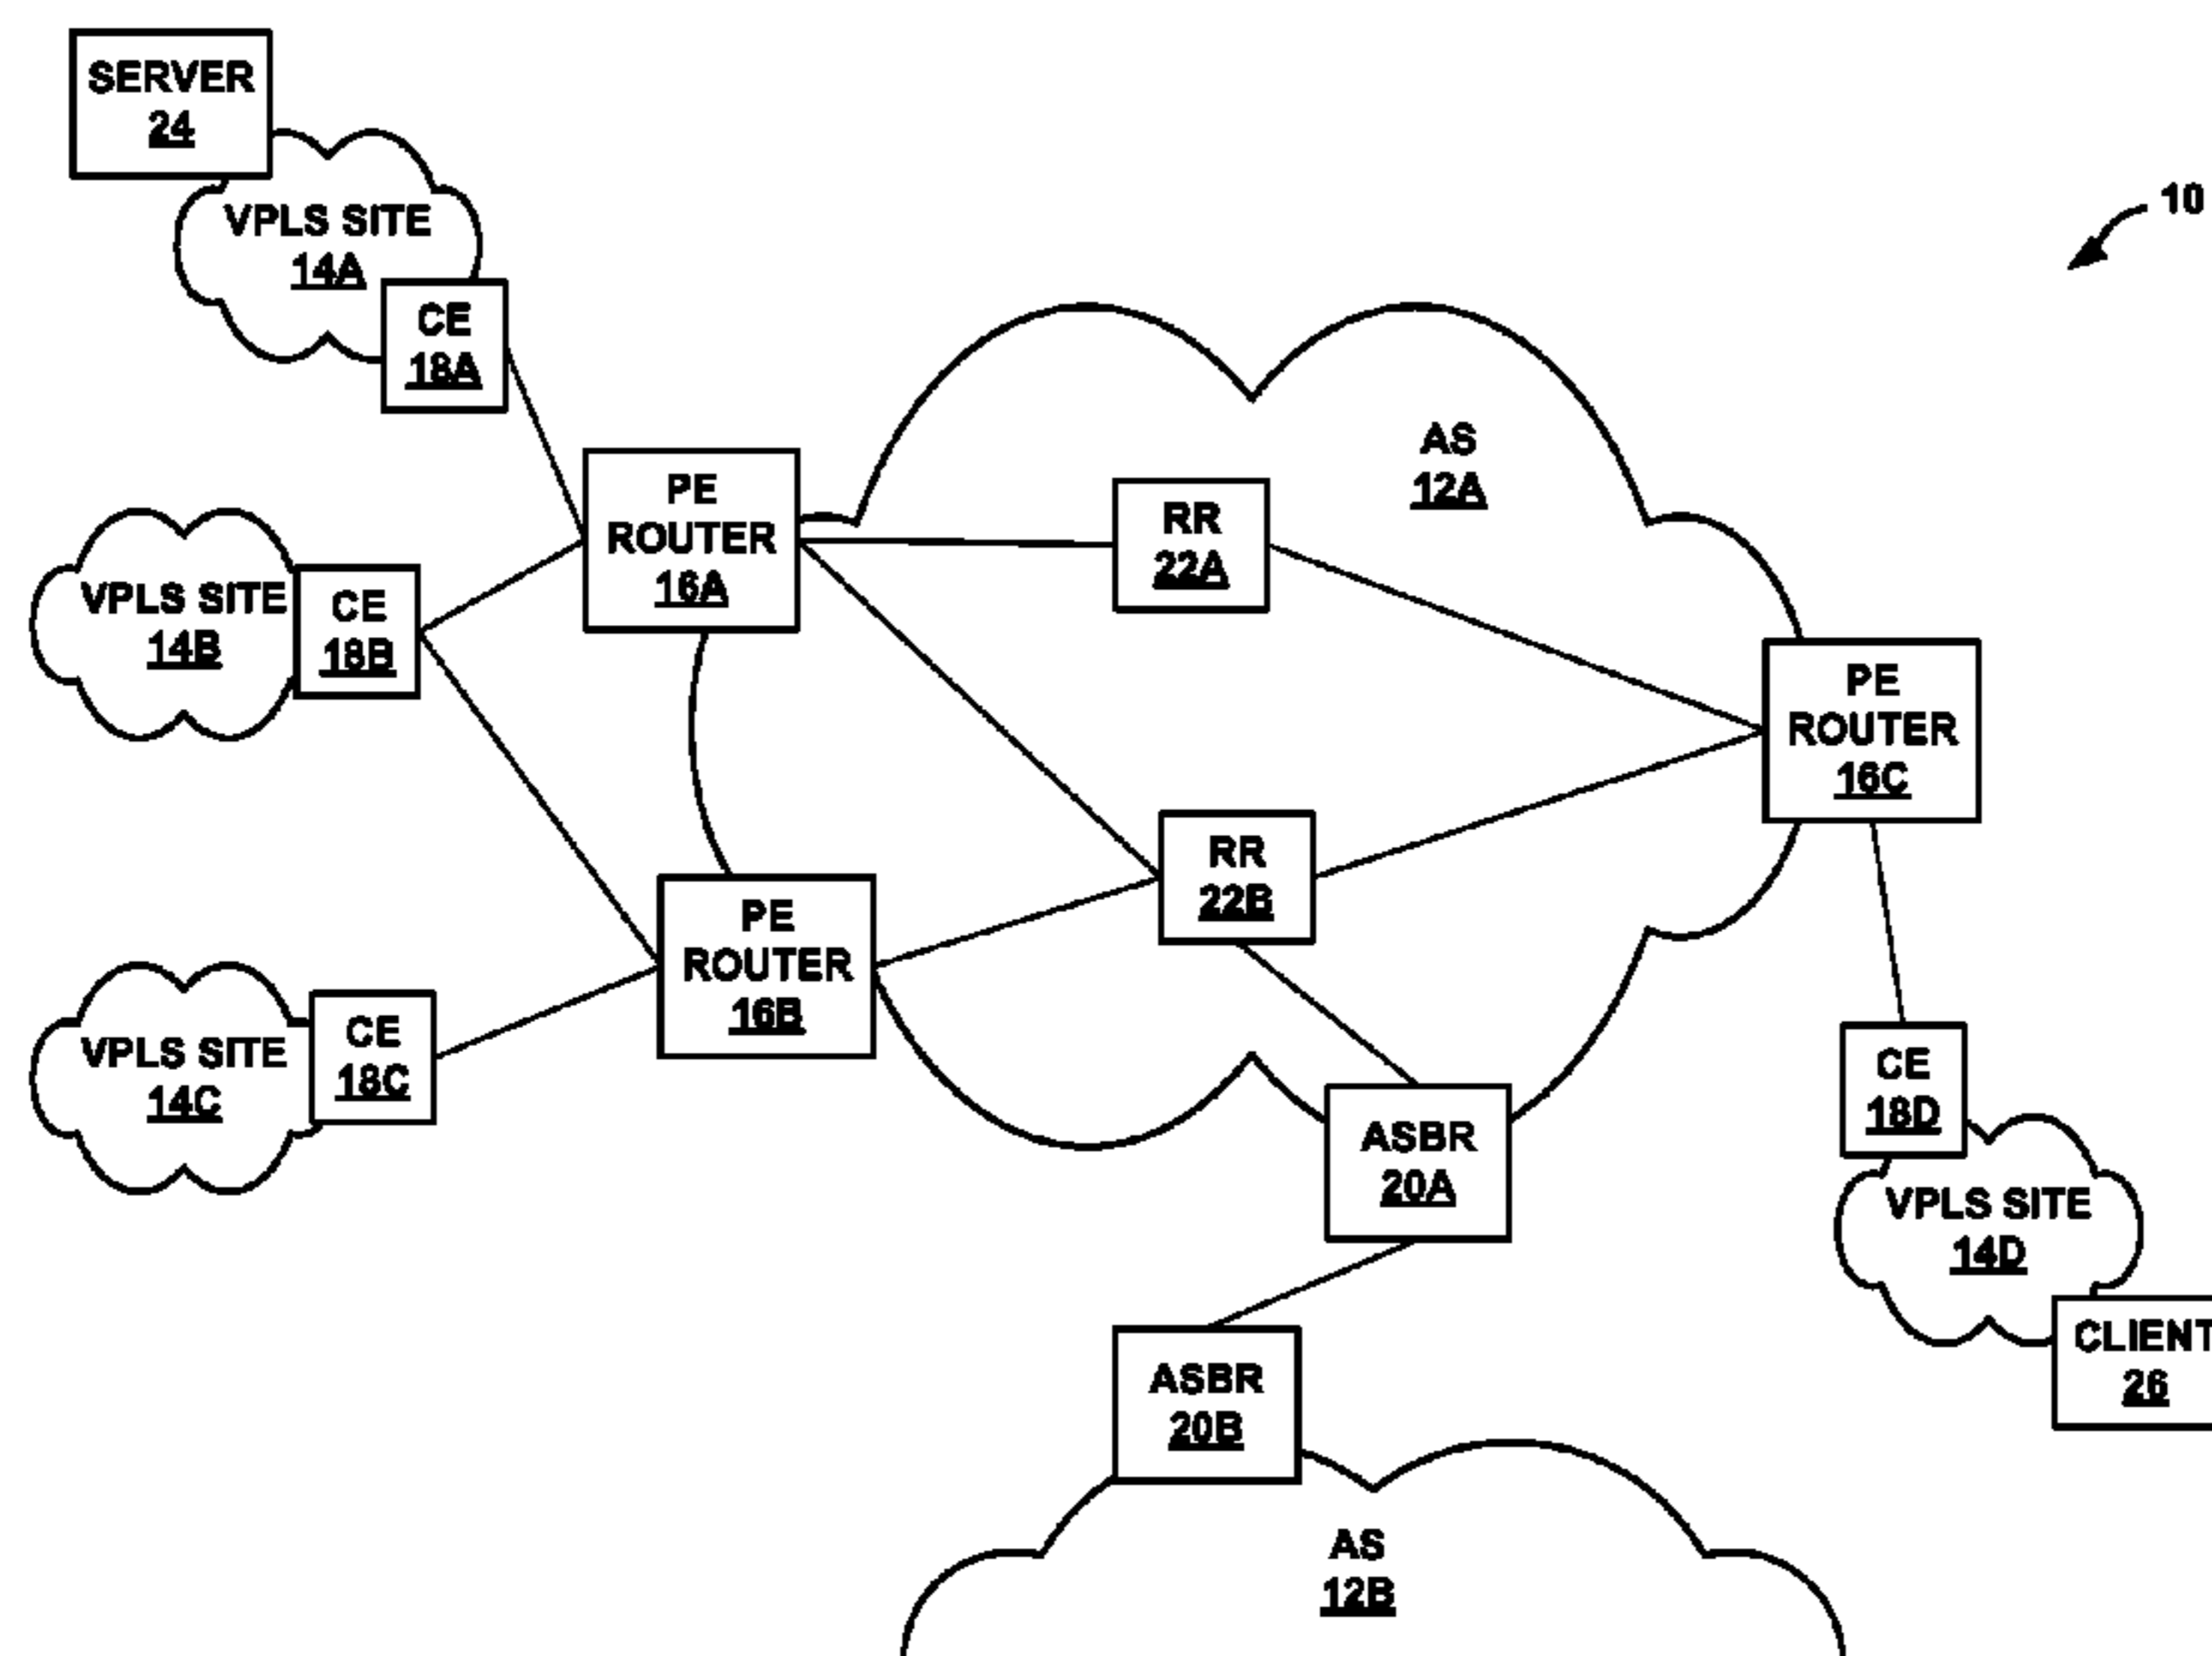 SERVER
24
VPLS SITE
14A
CE
18A
10
AS
12A
PE
ROUTER
16A
RR
22A
VPLS SITE
14B
CE
18B
PE
ROUTER
16C
RR
22B
PE
ROUTER
16B
VPLS SITE
14C
CE
18C
CE
18D
ASBR
20A
VPLS SITE
14D
CLIENT
26
ASBR
20B
AS
12B